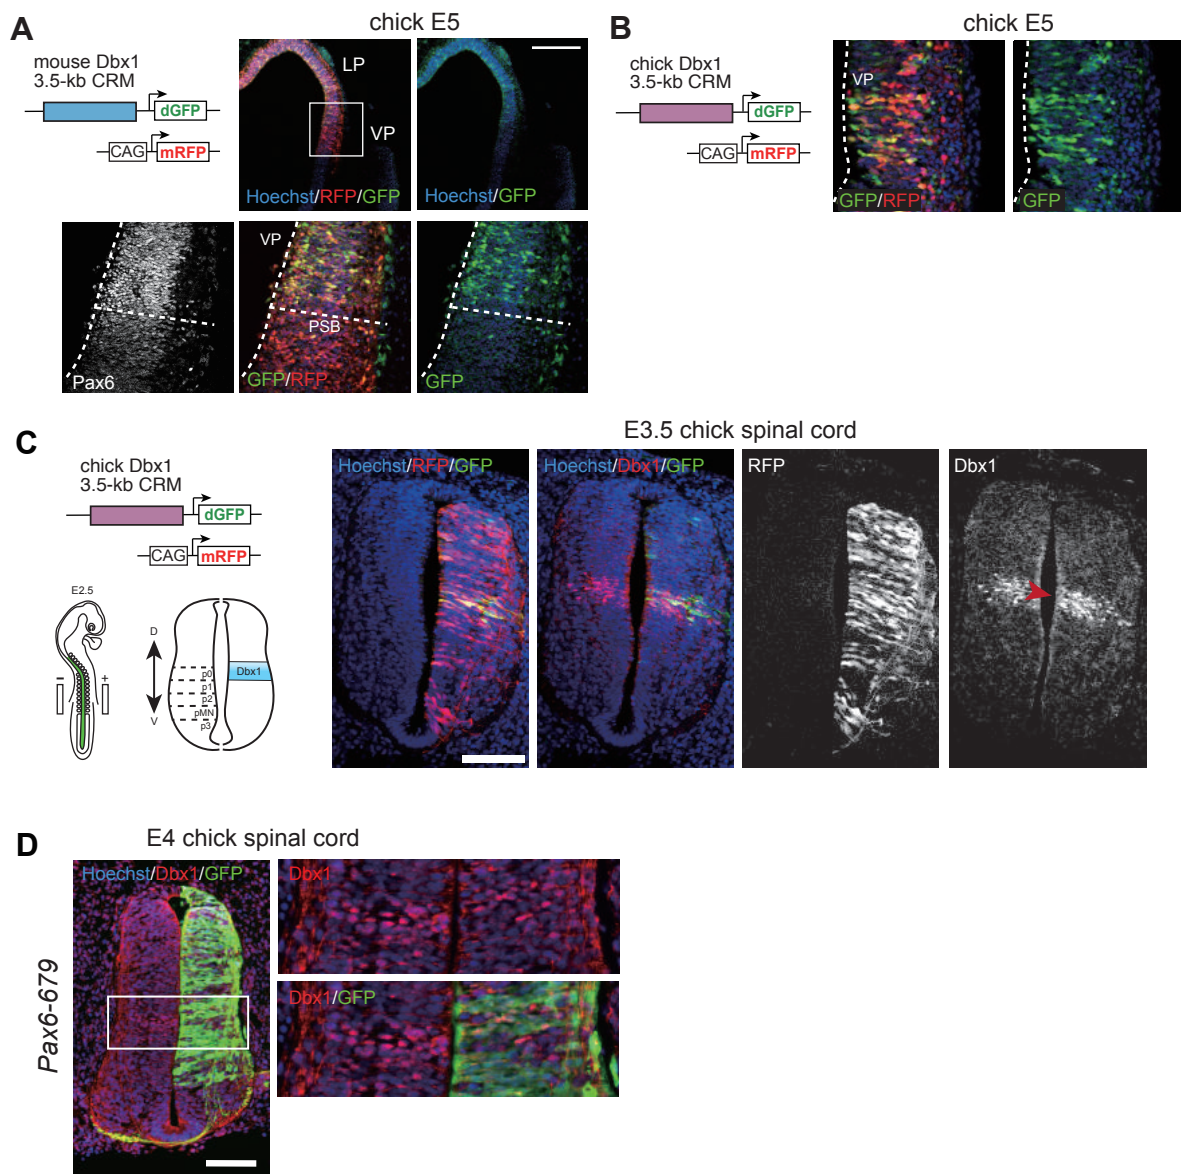 A
chick E5
mouse Dbx1
3.5-kb CRM
dGFP
CAG
mRFP
LP
VP
Hoechst/RFP/GFP
Hoechst/GFP
Pax6
VP
PSB
GFP/RFP
GFP
B
chick E5
chick Dbx1
3.5-kb CRM
dGFP
CAG
mRFP
VP
GFP/RFP
GFP
C
E3.5 chick spinal cord
chick Dbx1
3.5-kb CRM
dGFP
CAG
mRFP
E2.5
- +
D
V
p0
p1
p2
pMN
p3
Dbx1
Hoechst/RFP/GFP
Hoechst/Dbx1/GFP
RFP
Dbx1
D
E4 chick spinal cord
Pax6-679
Hoechst/Dbx1/GFP
Dbx1
Dbx1/GFP